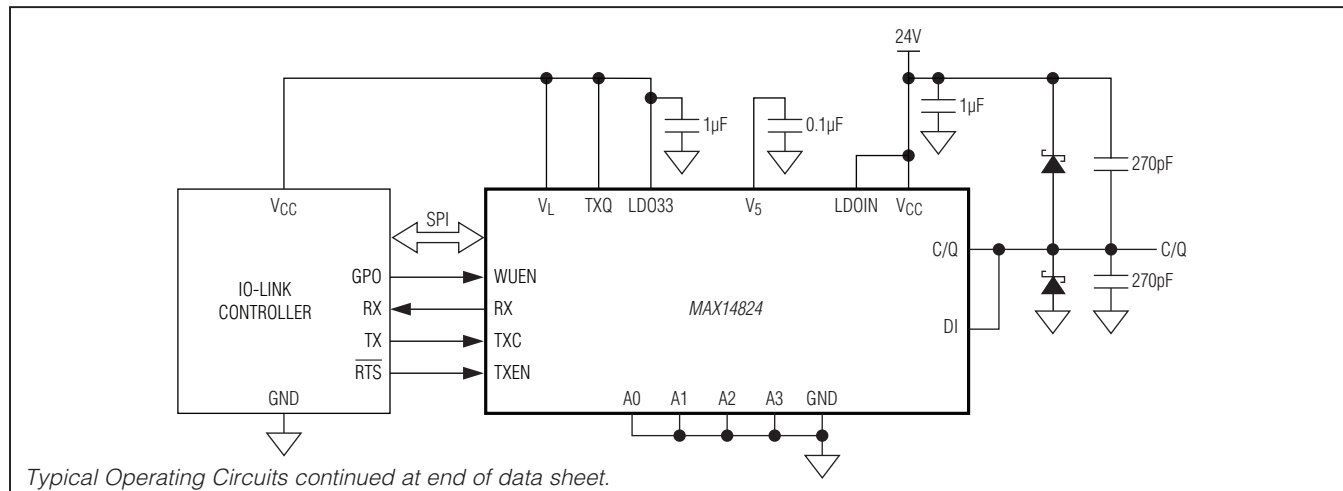 24V
1µF
0.1µF
1µF
270pF
VCC
VL
TXQ
LDO33
V5
LDOIN
VCC
SPI
C/Q
C/Q
GPO
WUEN
270pF
IO-LINK
CONTROLLER
RX
RX
MAX14824
TX
TXC
DI
RTS
TXEN
GND
A0
A1
A2
A3
GND
Typical Operating Circuits continued at end of data sheet.